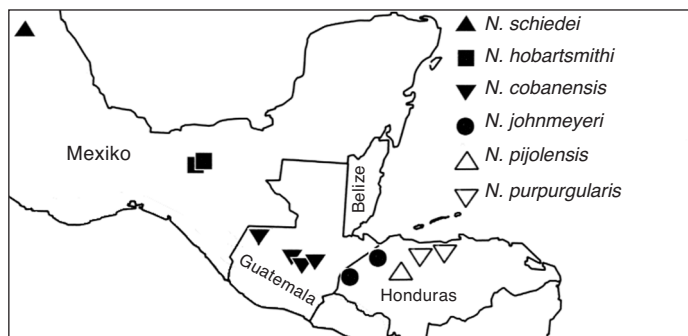 N. schiedei
N. hobartsmithi
N. cobanensis
N. johnmeyeri
N. pijolensis
N. purpurgularis
Mexiko
Belize
Guatemala
Honduras